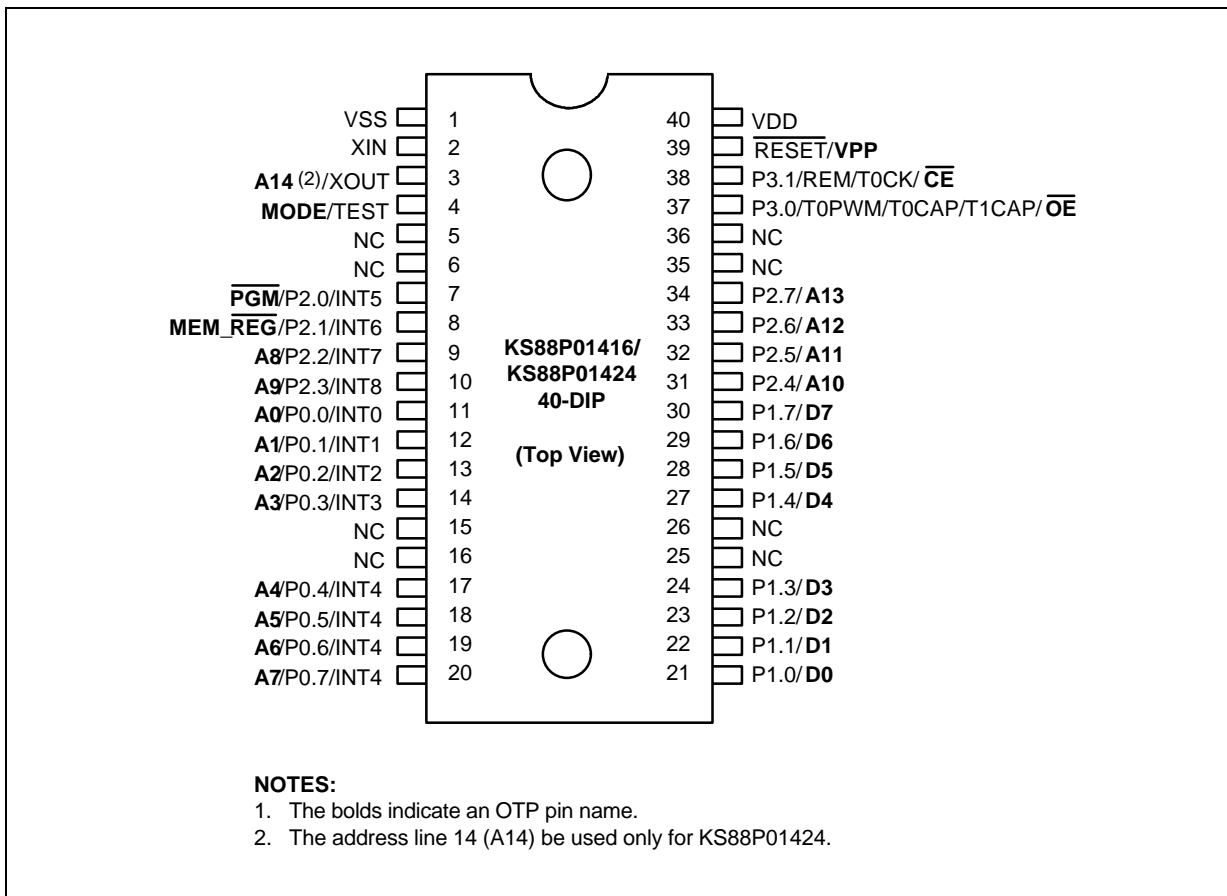 VSS 1 40 VDD
XIN 2 39 RESET/VPP
A14 (2)/XOUT 3 38 P3.1/REM/T0CK/ CE
MODE/TEST 4 37 P3.0/T0PWM/T0CAP/T1CAP/ OE
NC 5 36 NC
NC 6 35 NC
PGM/P2.0/INT5 7 34 P2.7/ A13
MEM_REG/P2.1/INT6 8 33 P2.6/ A12
A8/P2.2/INT7 9 32 P2.5/ A11
A9/P2.3/INT8 10 31 P2.4/ A10
A0/P0.0/INT0 11 30 P1.7/ D7
A1/P0.1/INT1 12 29 P1.6/ D6
A2/P0.2/INT2 13 28 P1.5/ D5
A3/P0.3/INT3 14 27 P1.4/ D4
NC 15 26 NC
NC 16 25 NC
A4/P0.4/INT4 17 24 P1.3/ D3
A5/P0.5/INT4 18 23 P1.2/ D2
A6/P0.6/INT4 19 22 P1.1/ D1
A7/P0.7/INT4 20 21 P1.0/ D0
KS88P01416/
KS88P01424
40-DIP
(Top View)
NOTES:
1. The bolds indicate an OTP pin name.
2. The address line 14 (A14) be used only for KS88P01424.